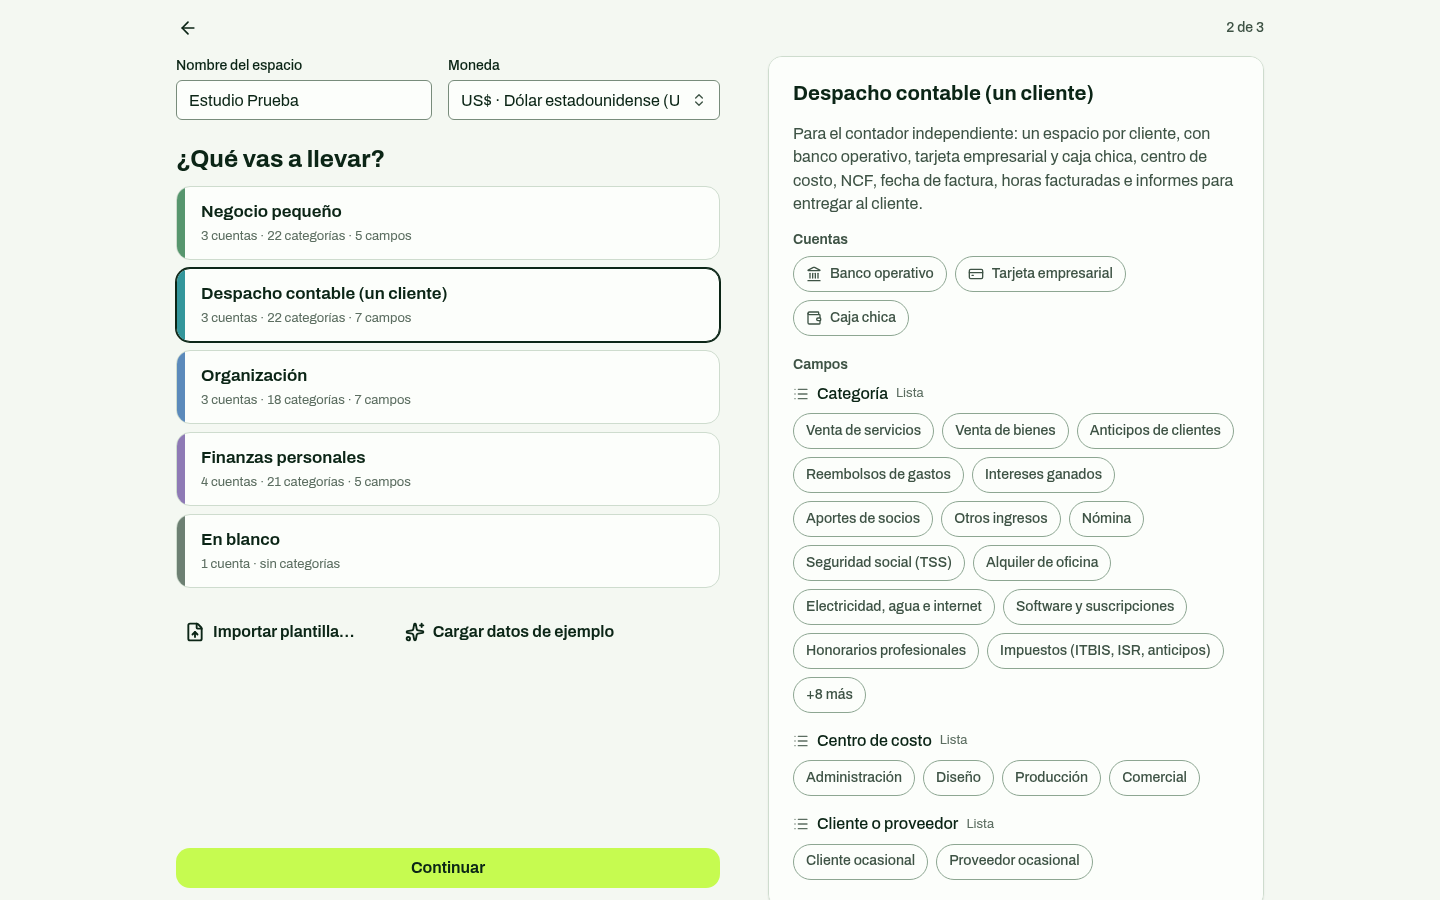 2 de 3
Nombre del espacio
Moneda
Estudio Prueba
US$ · Dólar estadounidense (U
¿Qué vas a llevar?
Negocio pequeño
3 cuentas · 22 categorías · 5 campos
Despacho contable (un cliente)
3 cuentas · 22 categorías · 7 campos
Organización
3 cuentas · 18 categorías · 7 campos
Finanzas personales
4 cuentas · 21 categorías · 5 campos
En blanco
1 cuenta · sin categorías
Importar plantilla...
Cargar datos de ejemplo
Continuar
Despacho contable (un cliente)
Para el contador independiente: un espacio por cliente, con
banco operativo, tarjeta empresarial y caja chica, centro de
costo, NCF, fecha de factura, horas facturadas e informes para
entregar al cliente.
Cuentas
Banco operativo
Tarjeta empresarial
Caja chica
Campos
Categoría Lista
Venta de servicios
Venta de bienes
Anticipos de clientes
Reembolsos de gastos
Intereses ganados
Aportes de socios
Otros ingresos
Nómina
Seguridad social (TSS)
Alquiler de oficina
Electricidad, agua e internet
Software y suscripciones
Honorarios profesionales
Impuestos (ITBIS, ISR, anticipos)
+8 más
Centro de costo Lista
Administración
Diseño
Producción
Comercial
Cliente o proveedor Lista
Cliente ocasional
Proveedor ocasional